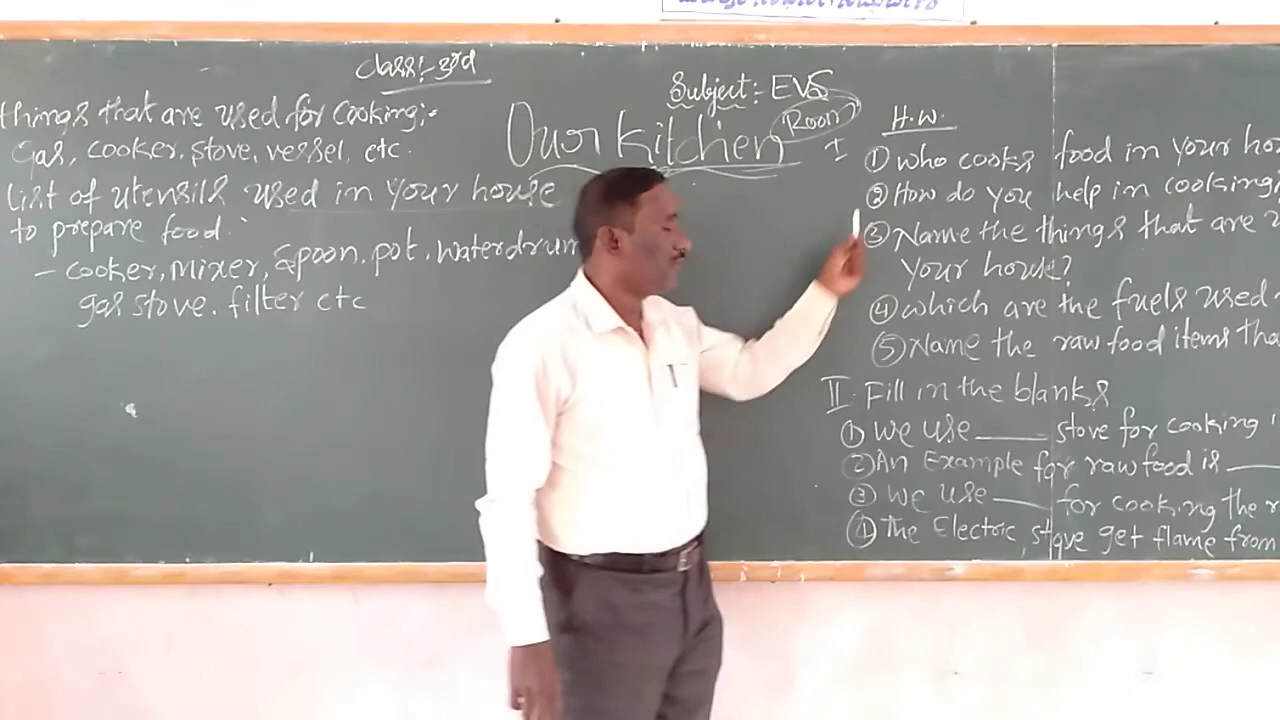 Class:- 3rd
Subject:- EVS
Our kitchen Room
things that are used for cooking:-
Gas, cooker, stove, vessel, etc.
List of utensils used in your house
to prepare food:
- cooker, Mixer, Spoon, pot, waterdrum
gas stove. filter etc
H.W.
I
① Who cooks food in your
② How do you help in cooking
③ Name the things that are
your house?
④ which are the fuels used
⑤ Name the raw food items
II. Fill in the blanks
① We use ____ stove for cooking
② An Example for raw food is ____
③ We use ____ for cooking the
④ The Electric stove get flame from